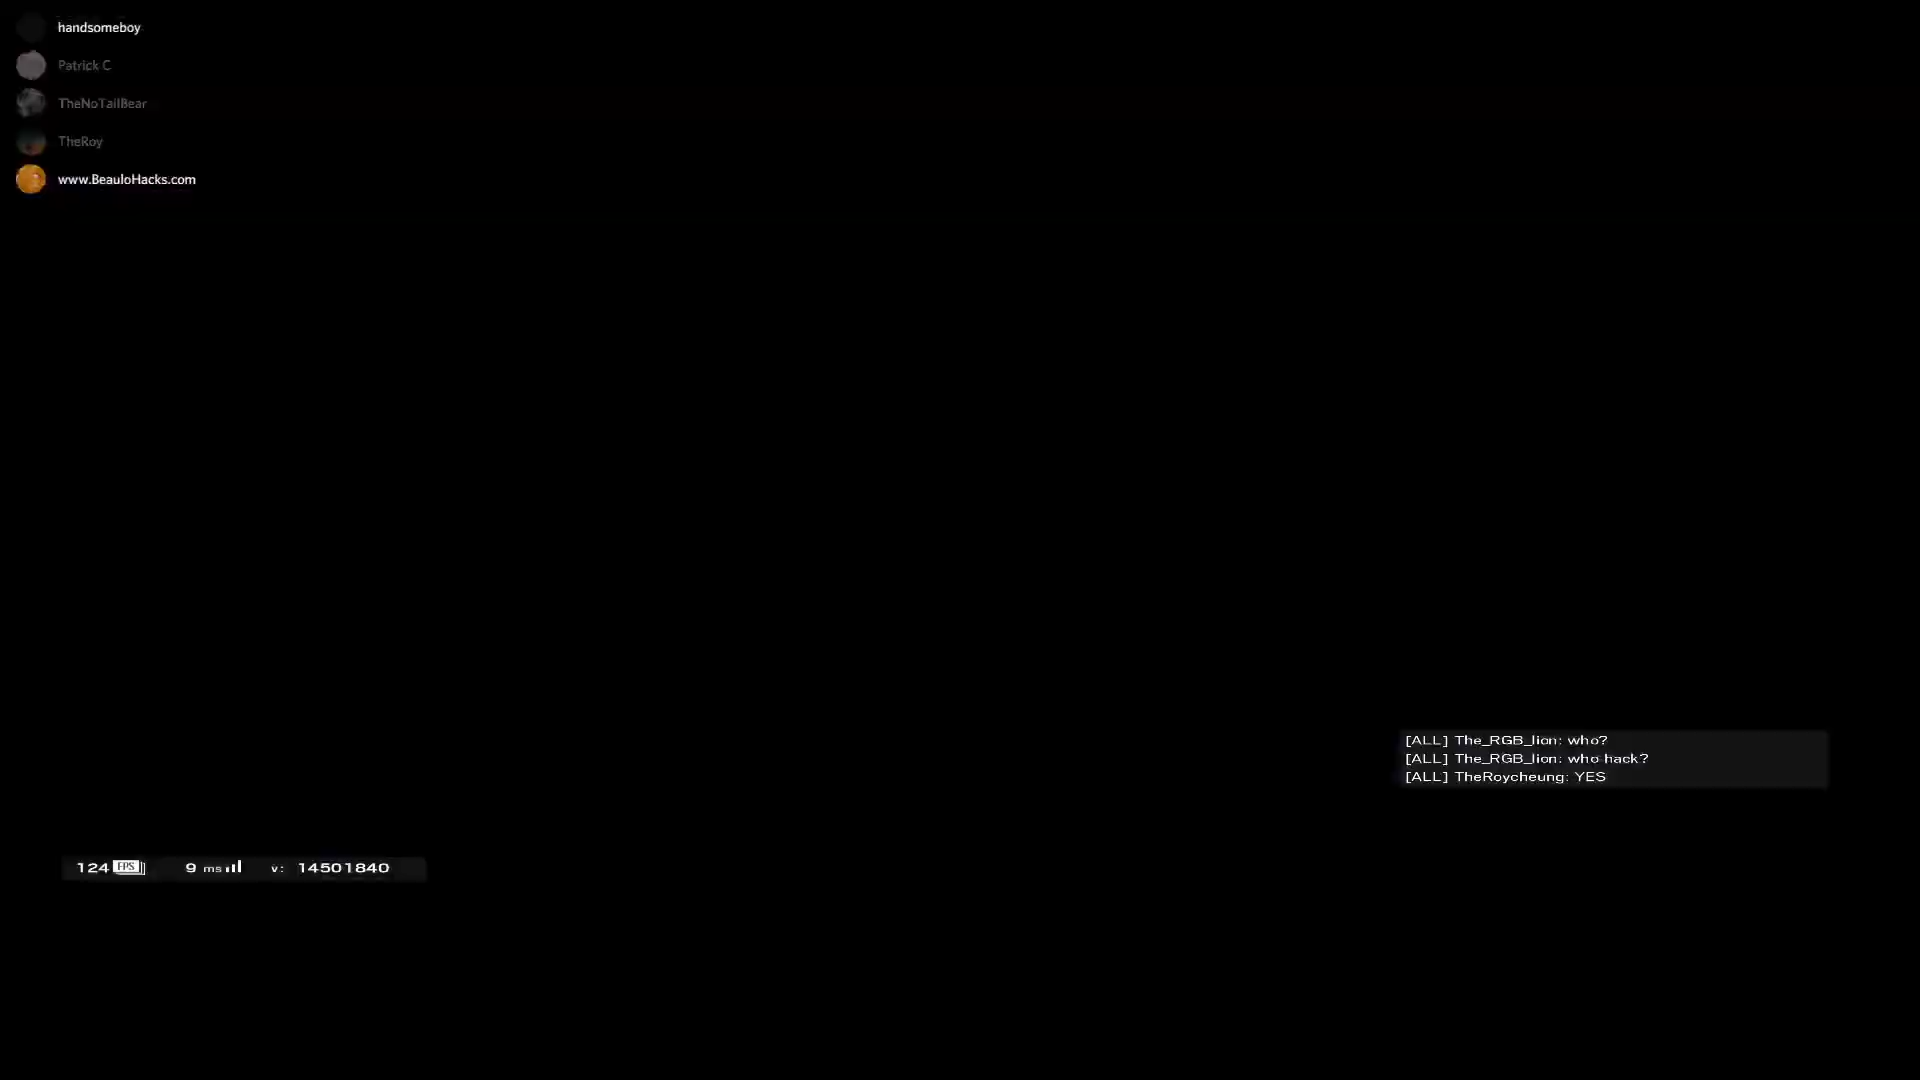 handsomeboy
Patrick C
TheNoTailBear
TheRoy
www.BeauloHacks.com
[ALL] The_RGB_lion: who?
[ALL] The_RGB_lion: who hack?
[ALL] TheRoycheung: YES
124 FPS 9 ms v: 14501840